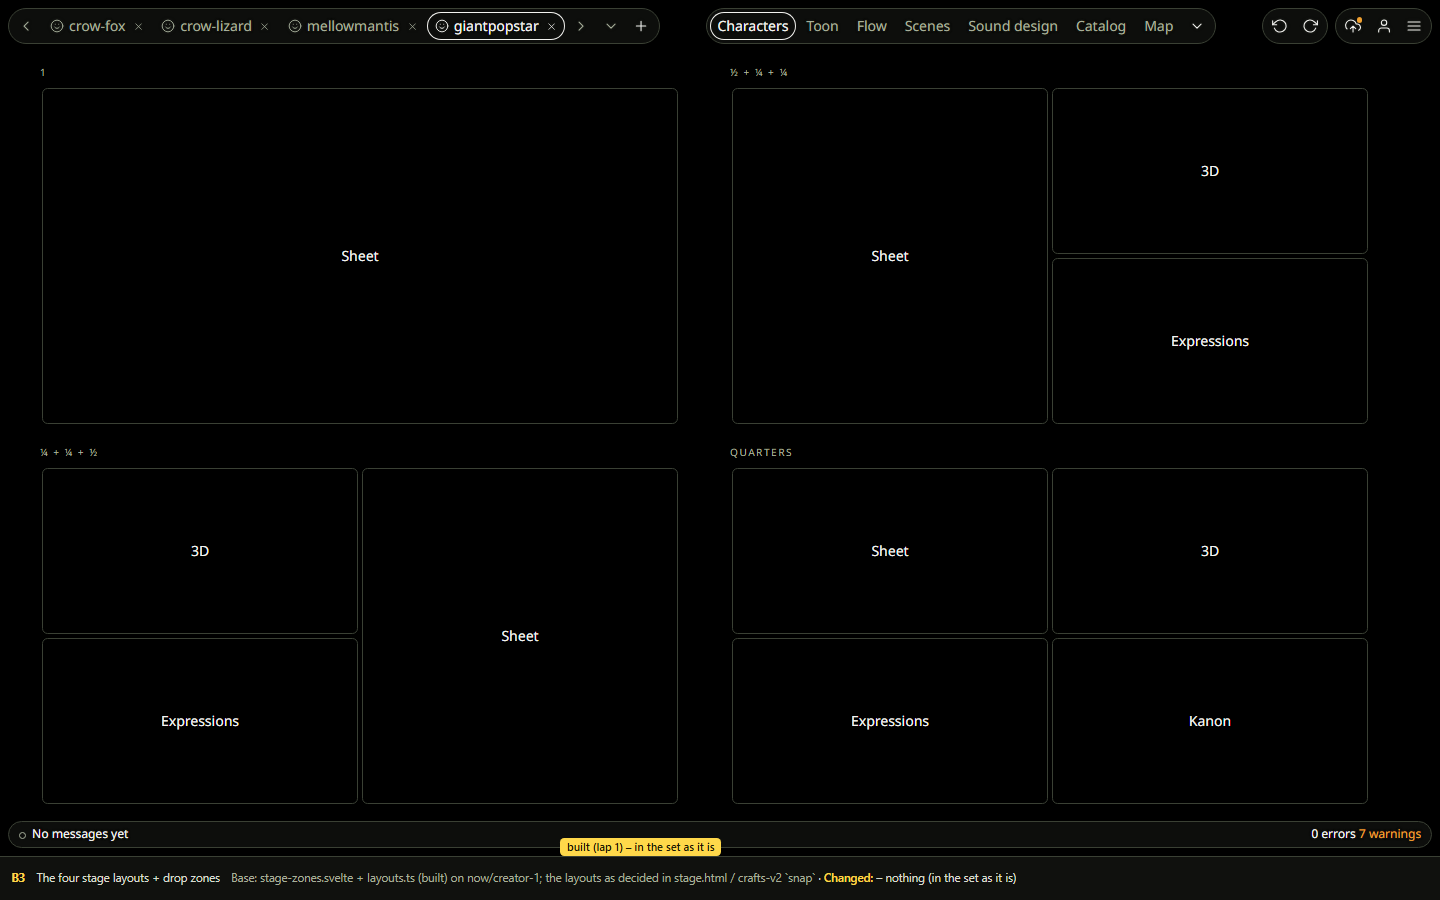 crow-fox crow-lizard mellowmantis giantpopstar
Characters Toon Flow Scenes Sound design Catalog Map
1
Sheet
½ + ¼ + ¼
Sheet
3D
Expressions
¼ + ¼ + ½
3D
Expressions
Sheet
QUARTERS
Sheet
3D
Expressions
Kanon
No messages yet
0 errors 7 warnings
built (lap 1) – in the set as it is
B3 The four stage layouts + drop zones Base: stage-zones.svelte + layouts.ts (built) on now/creator-1; the layouts as decided in stage.html / crafts-v2 `snap` · Changed: – nothing (in the set as it is)